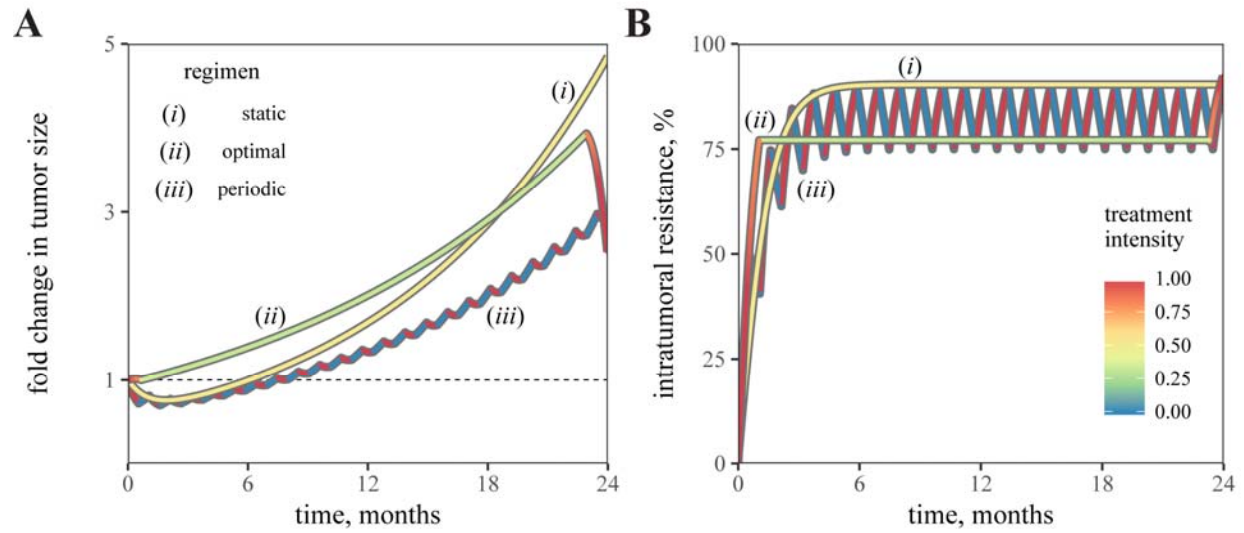 A
fold change in tumor size
5
3
1
regimen
(i) static
(ii) optimal
(iii) periodic
(i)
(ii)
(iii)
0 6 12 18 24
time, months
B
intratumoral resistance, %
100
75
50
25
0
(i)
(ii)
(iii)
treatment
intensity
1.00
0.75
0.50
0.25
0.00
0 6 12 18 24
time, months